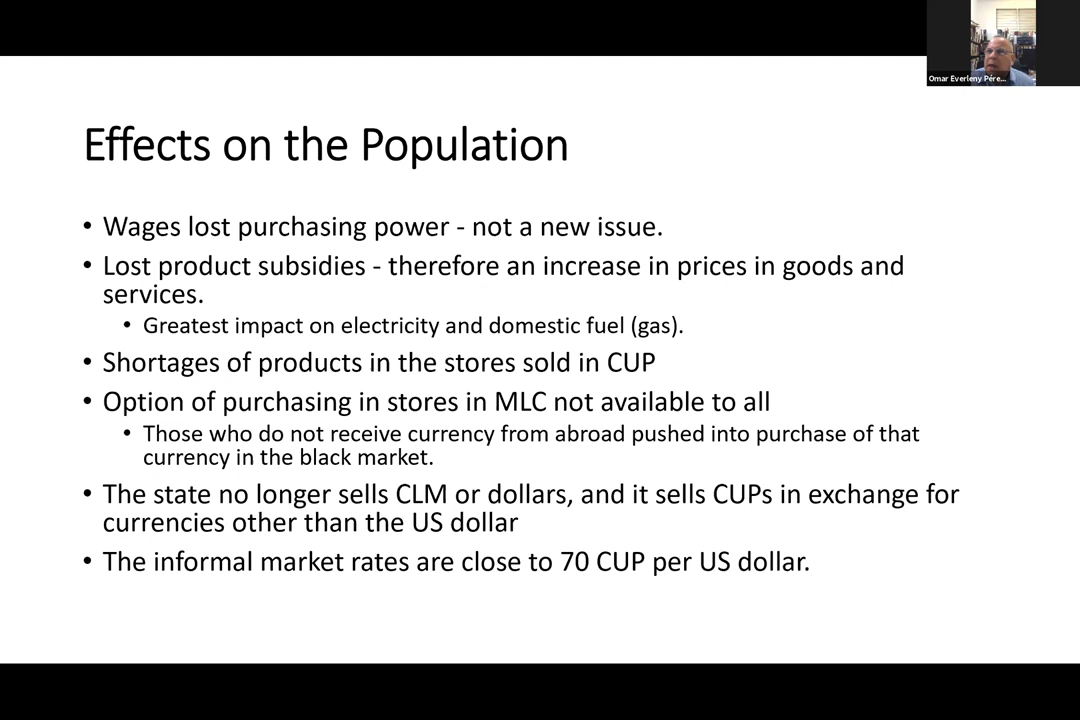 Omar Everleny Pére...
Effects on the Population
• Wages lost purchasing power - not a new issue.
• Lost product subsidies - therefore an increase in prices in goods and
services.
• Greatest impact on electricity and domestic fuel (gas).
• Shortages of products in the stores sold in CUP
• Option of purchasing in stores in MLC not available to all
• Those who do not receive currency from abroad pushed into purchase of that
currency in the black market.
• The state no longer sells CLM or dollars, and it sells CUPs in exchange for
currencies other than the US dollar
• The informal market rates are close to 70 CUP per US dollar.